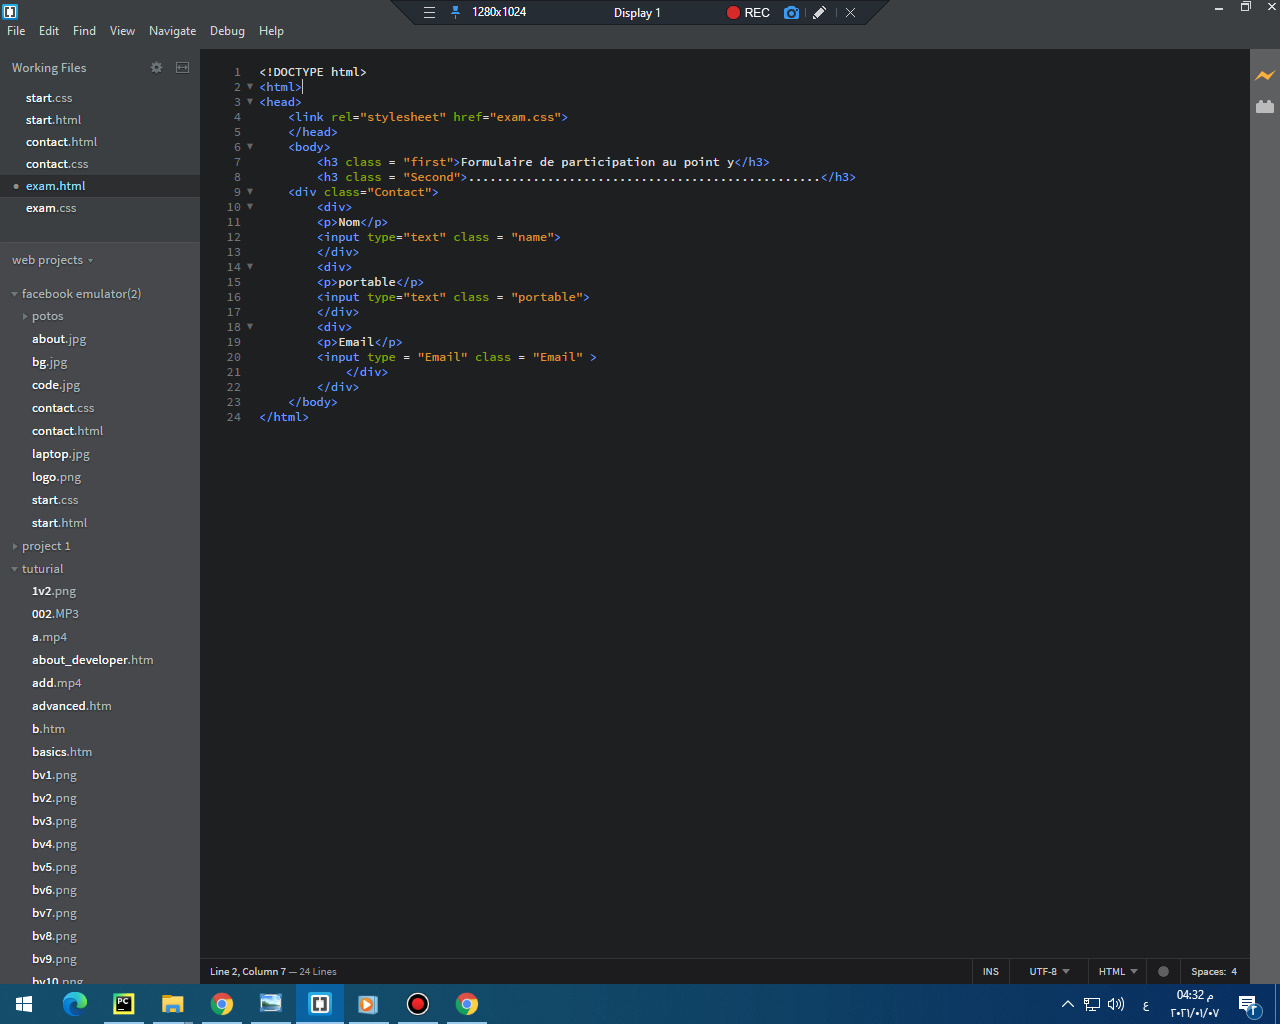 1280x1024
Display 1
REC
File Edit Find View Navigate Debug Help
Working Files
start.css
start.html
contact.html
contact.css
exam.html
exam.css
web projects
facebook emulator(2)
potos
about.jpg
bg.jpg
code.jpg
contact.css
contact.html
laptop.jpg
logo.png
start.css
start.html
project 1
tuturial
1v2.png
002.MP3
a.mp4
about_developer.htm
add.mp4
advanced.htm
b.htm
basics.htm
bv1.png
bv2.png
bv3.png
bv4.png
bv5.png
bv6.png
bv7.png
bv8.png
bv9.png
bv10.png
1 <!DOCTYPE html>
2 <html>
3 <head>
4 <link rel="stylesheet" href="exam.css">
5 </head>
6 <body>
7 <h3 class = "first">Formulaire de participation au point y</h3>
8 <h3 class = "Second">.................................................</h3>
9 <div class="Contact">
10 <div>
11 <p>Nom</p>
12 <input type="text" class = "name">
13 </div>
14 <div>
15 <p>portable</p>
16 <input type="text" class = "portable">
17 </div>
18 <div>
19 <p>Email</p>
20 <input type = "Email" class = "Email" >
21 </div>
22 </div>
23 </body>
24 </html>
Line 2, Column 7 — 24 Lines
INS UTF-8 HTML Spaces: 4
PC
ع
04:32 م
٢٠٢١/٠١/٠٧
٢